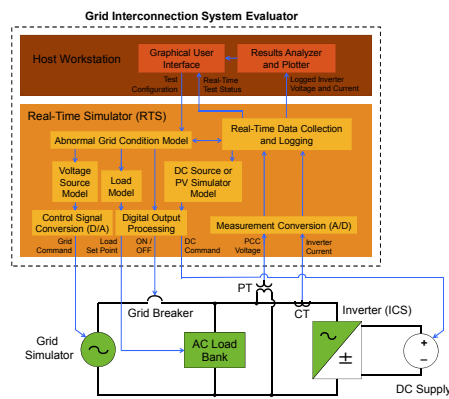 Grid Interconnection System Evaluator
Host Workstation
Graphical User
Interface
Results Analyzer
and Plotter
Test
Configuration
Real-Time
Test Status
Logged Inverter
Voltage and Current
Real-Time Simulator (RTS)
Abnormal Grid Condition Model
Real-Time Data Collection
and Logging
Voltage
Source
Model
Load
Model
DC Source or
PV Simulator
Model
Control Signal
Conversion (D/A)
Digital Output
Processing
Measurement Conversion (A/D)
Grid
Command
Load
Set Point
ON /
OFF
DC
Command
PCC
Voltage
Inverter
Current
PT
CT
Grid Breaker
Inverter (ICS)
Grid
Simulator
AC Load
Bank
+
−
DC Supply